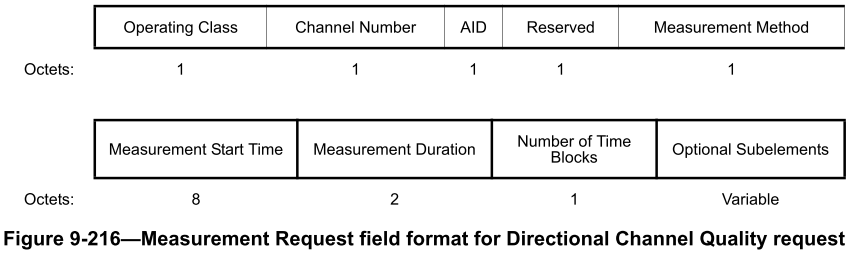 Operating Class Channel Number AID Reserved Measurement Method
Octets: 1 1 1 1 1
Measurement Start Time Measurement Duration Number of Time Blocks Optional Subelements
Octets: 8 2 1 Variable
Figure 9-216—Measurement Request field format for Directional Channel Quality request